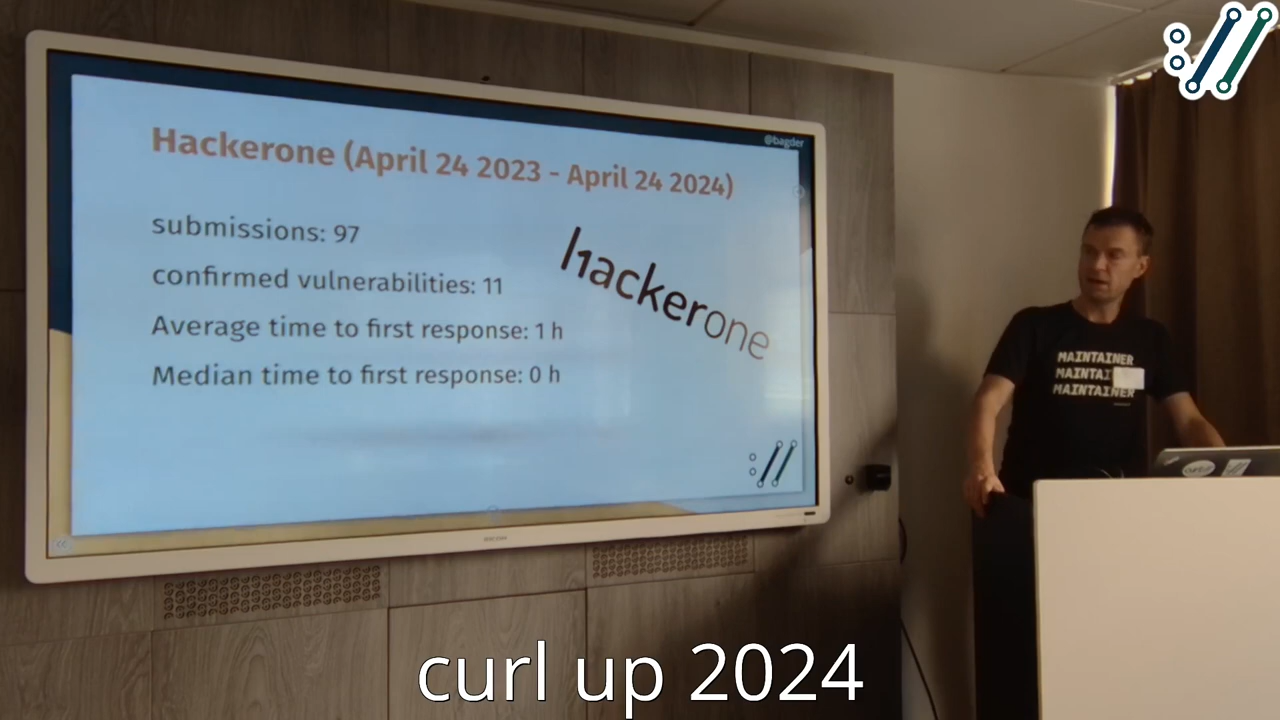 @bagder
Hackerone (April 24 2023 - April 24 2024)
submissions: 97
confirmed vulnerabilities: 11
Average time to first response: 1 h
Median time to first response: 0 h
hackerone
MAINTAINER
MAINTAI
MAINTAINER
curl up 2024